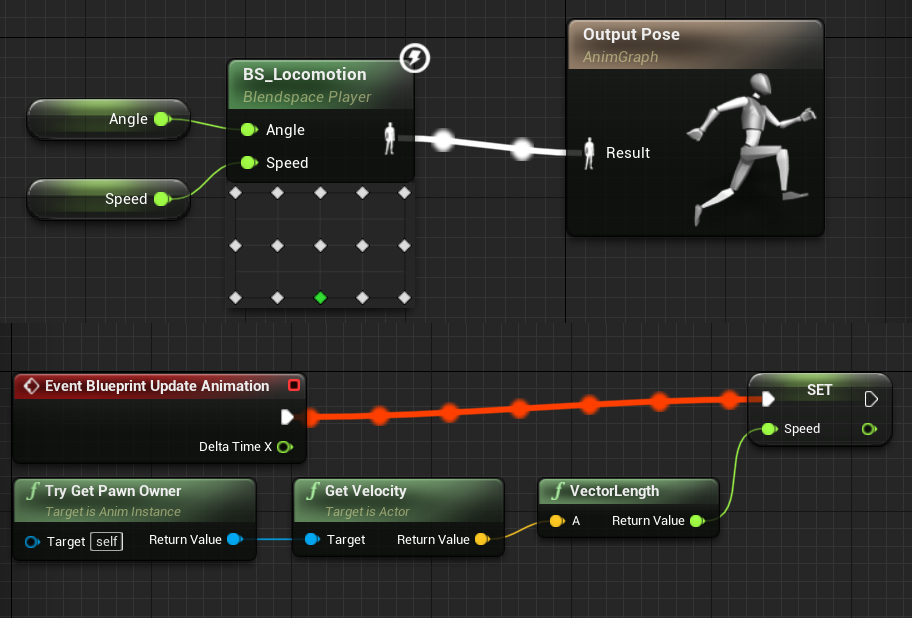 BS_Locomotion
Blendspace Player
Angle
Angle
Speed
Speed
Output Pose
AnimGraph
Result
Event Blueprint Update Animation
Delta Time X
SET
Speed
Try Get Pawn Owner
Target is Anim Instance
Target self Return Value
Get Velocity
Target is Actor
Target Return Value
VectorLength
A Return Value